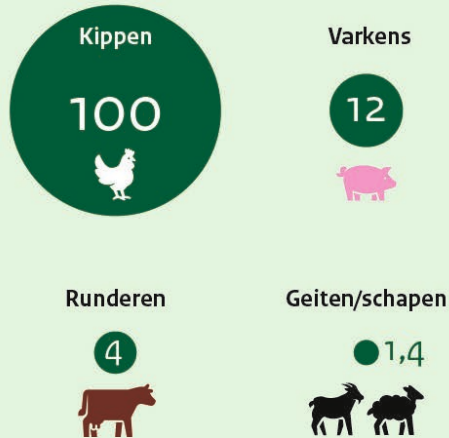 Kippen
100
Varkens
12
Runderen
4
Geiten/schapen
1,4